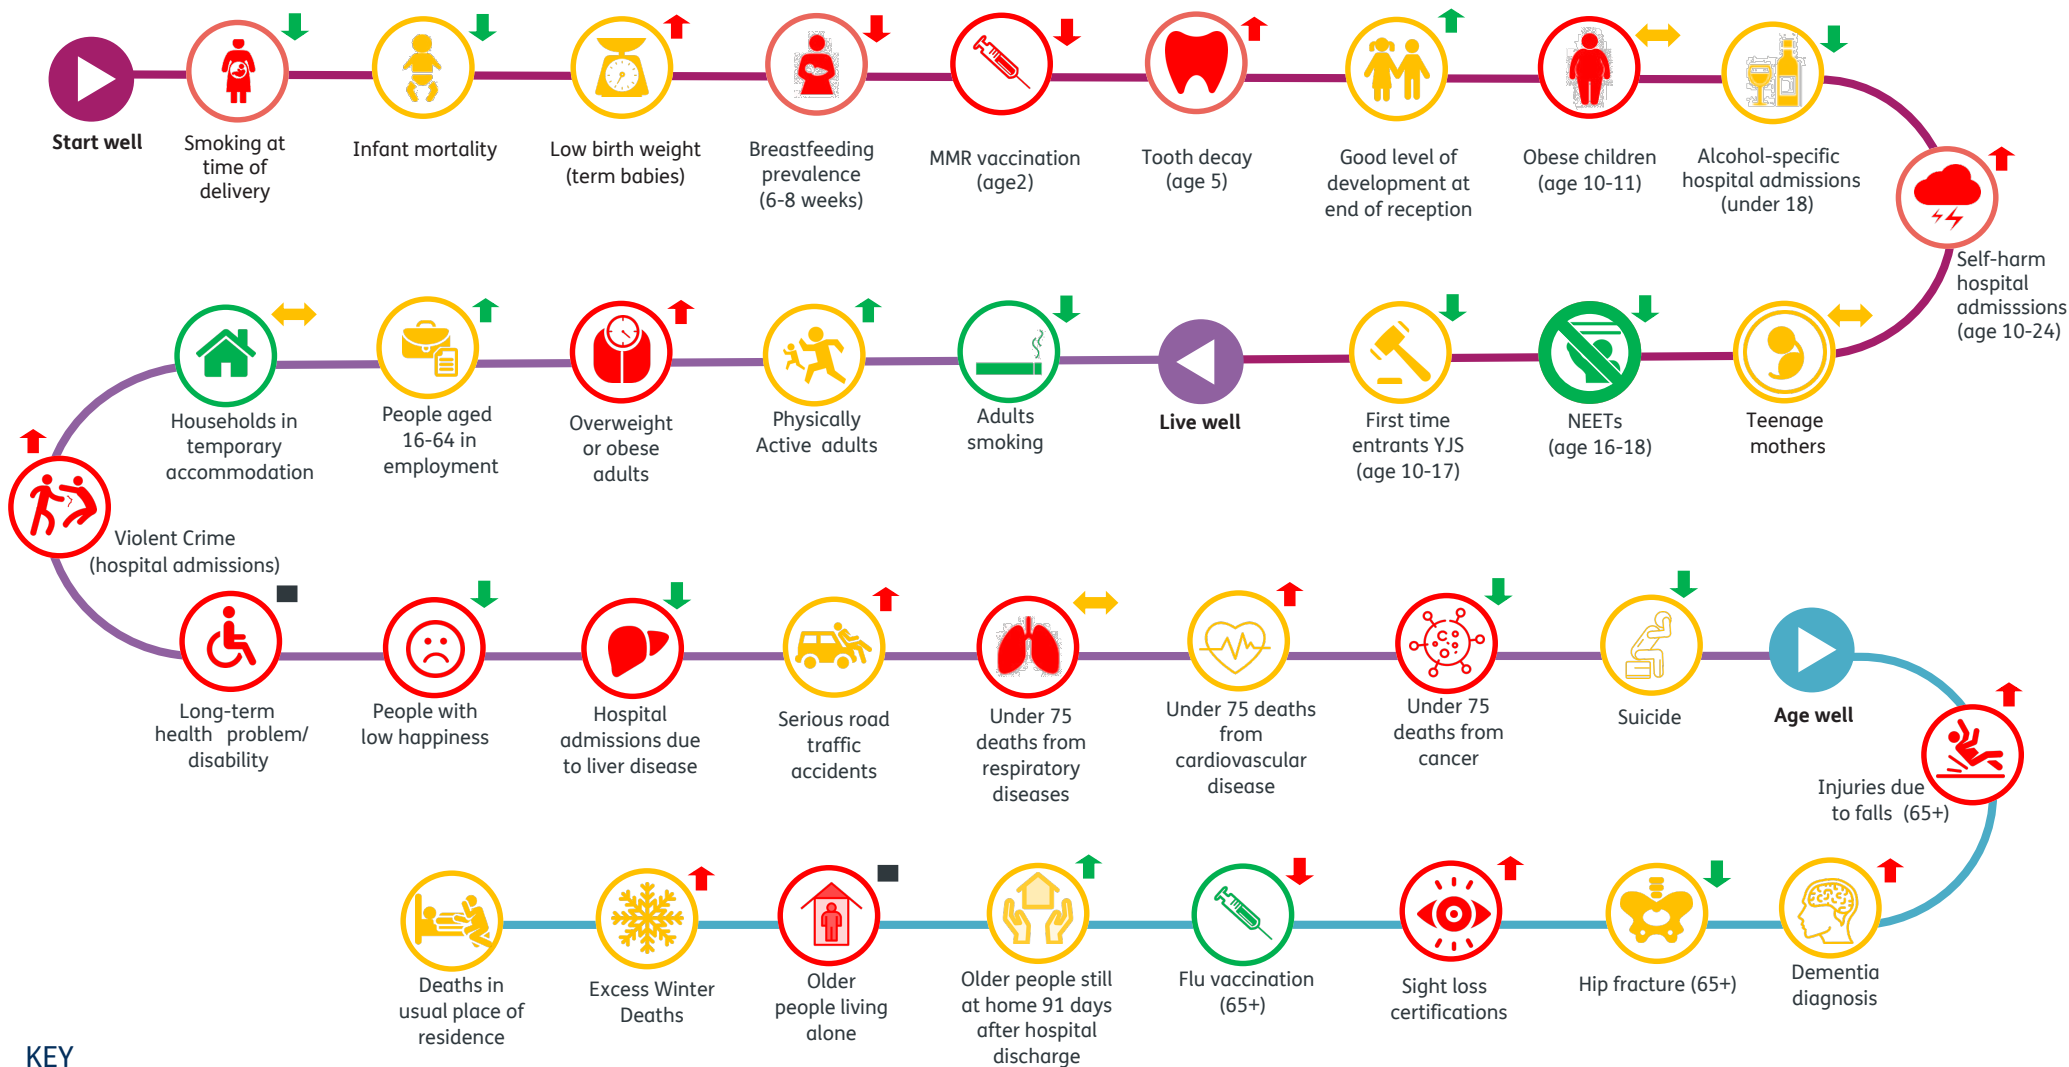 Start well
Smoking at
time of
delivery
Infant mortality
Low birth weight
(term babies)
Breastfeeding
prevalence
(6-8 weeks)
MMR vaccination
(age2)
Tooth decay
(age 5)
Good level of
development at
end of reception
Obese children
(age 10-11)
Alcohol-specific
hospital admissions
(under 18)
Self-harm
hospital
admisssions
(age 10-24)
Households in
temporary
accommodation
People aged
16-64 in
employment
Overweight
or obese
adults
Physically
Active adults
Adults
smoking
Live well
First time
entrants YJS
(age 10-17)
NEETs
(age 16-18)
Teenage
mothers
Violent Crime
(hospital admissions)
Long-term
health problem/
disability
People with
low happiness
Hospital
admissions due
to liver disease
Serious road
traffic
accidents
Under 75
deaths from
respiratory
diseases
Under 75 deaths
from
cardiovascular
disease
Under 75
deaths from
cancer
Suicide
Age well
Injuries due
to falls (65+)
Deaths in
usual place of
residence
Excess Winter
Deaths
Older
people living
alone
Older people still
at home 91 days
after hospital
discharge
Flu vaccination
(65+)
Sight loss
certifications
Hip fracture (65+)
Dementia
diagnosis
KEY